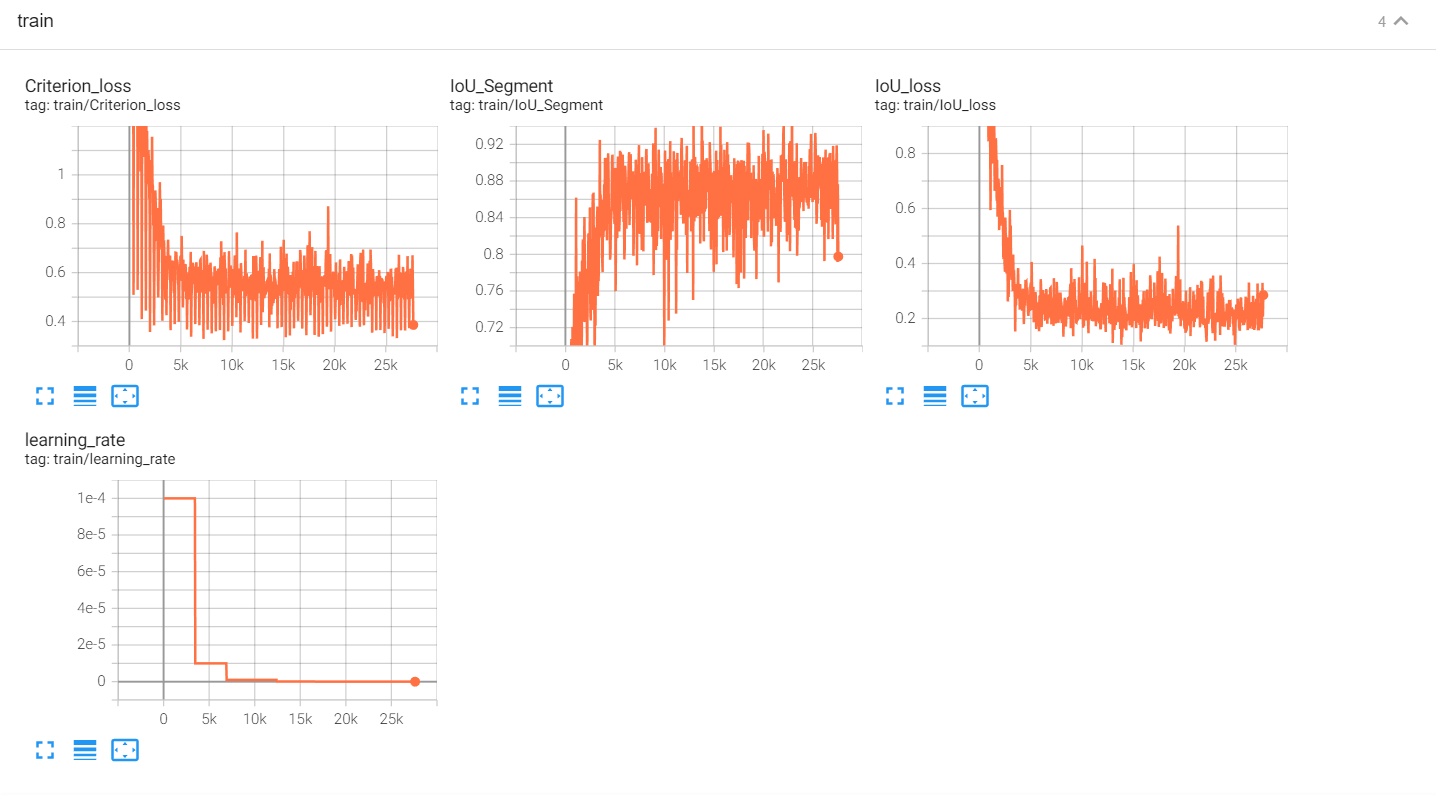 train
4
Criterion_loss
tag: train/Criterion_loss
1
0.8
0.6
0.4
0 5k 10k 15k 20k 25k
IoU_Segment
tag: train/IoU_Segment
0.92
0.88
0.84
0.8
0.76
0.72
0 5k 10k 15k 20k 25k
IoU_loss
tag: train/IoU_loss
0.8
0.6
0.4
0.2
0 5k 10k 15k 20k 25k
learning_rate
tag: train/learning_rate
1e-4
8e-5
6e-5
4e-5
2e-5
0
0 5k 10k 15k 20k 25k